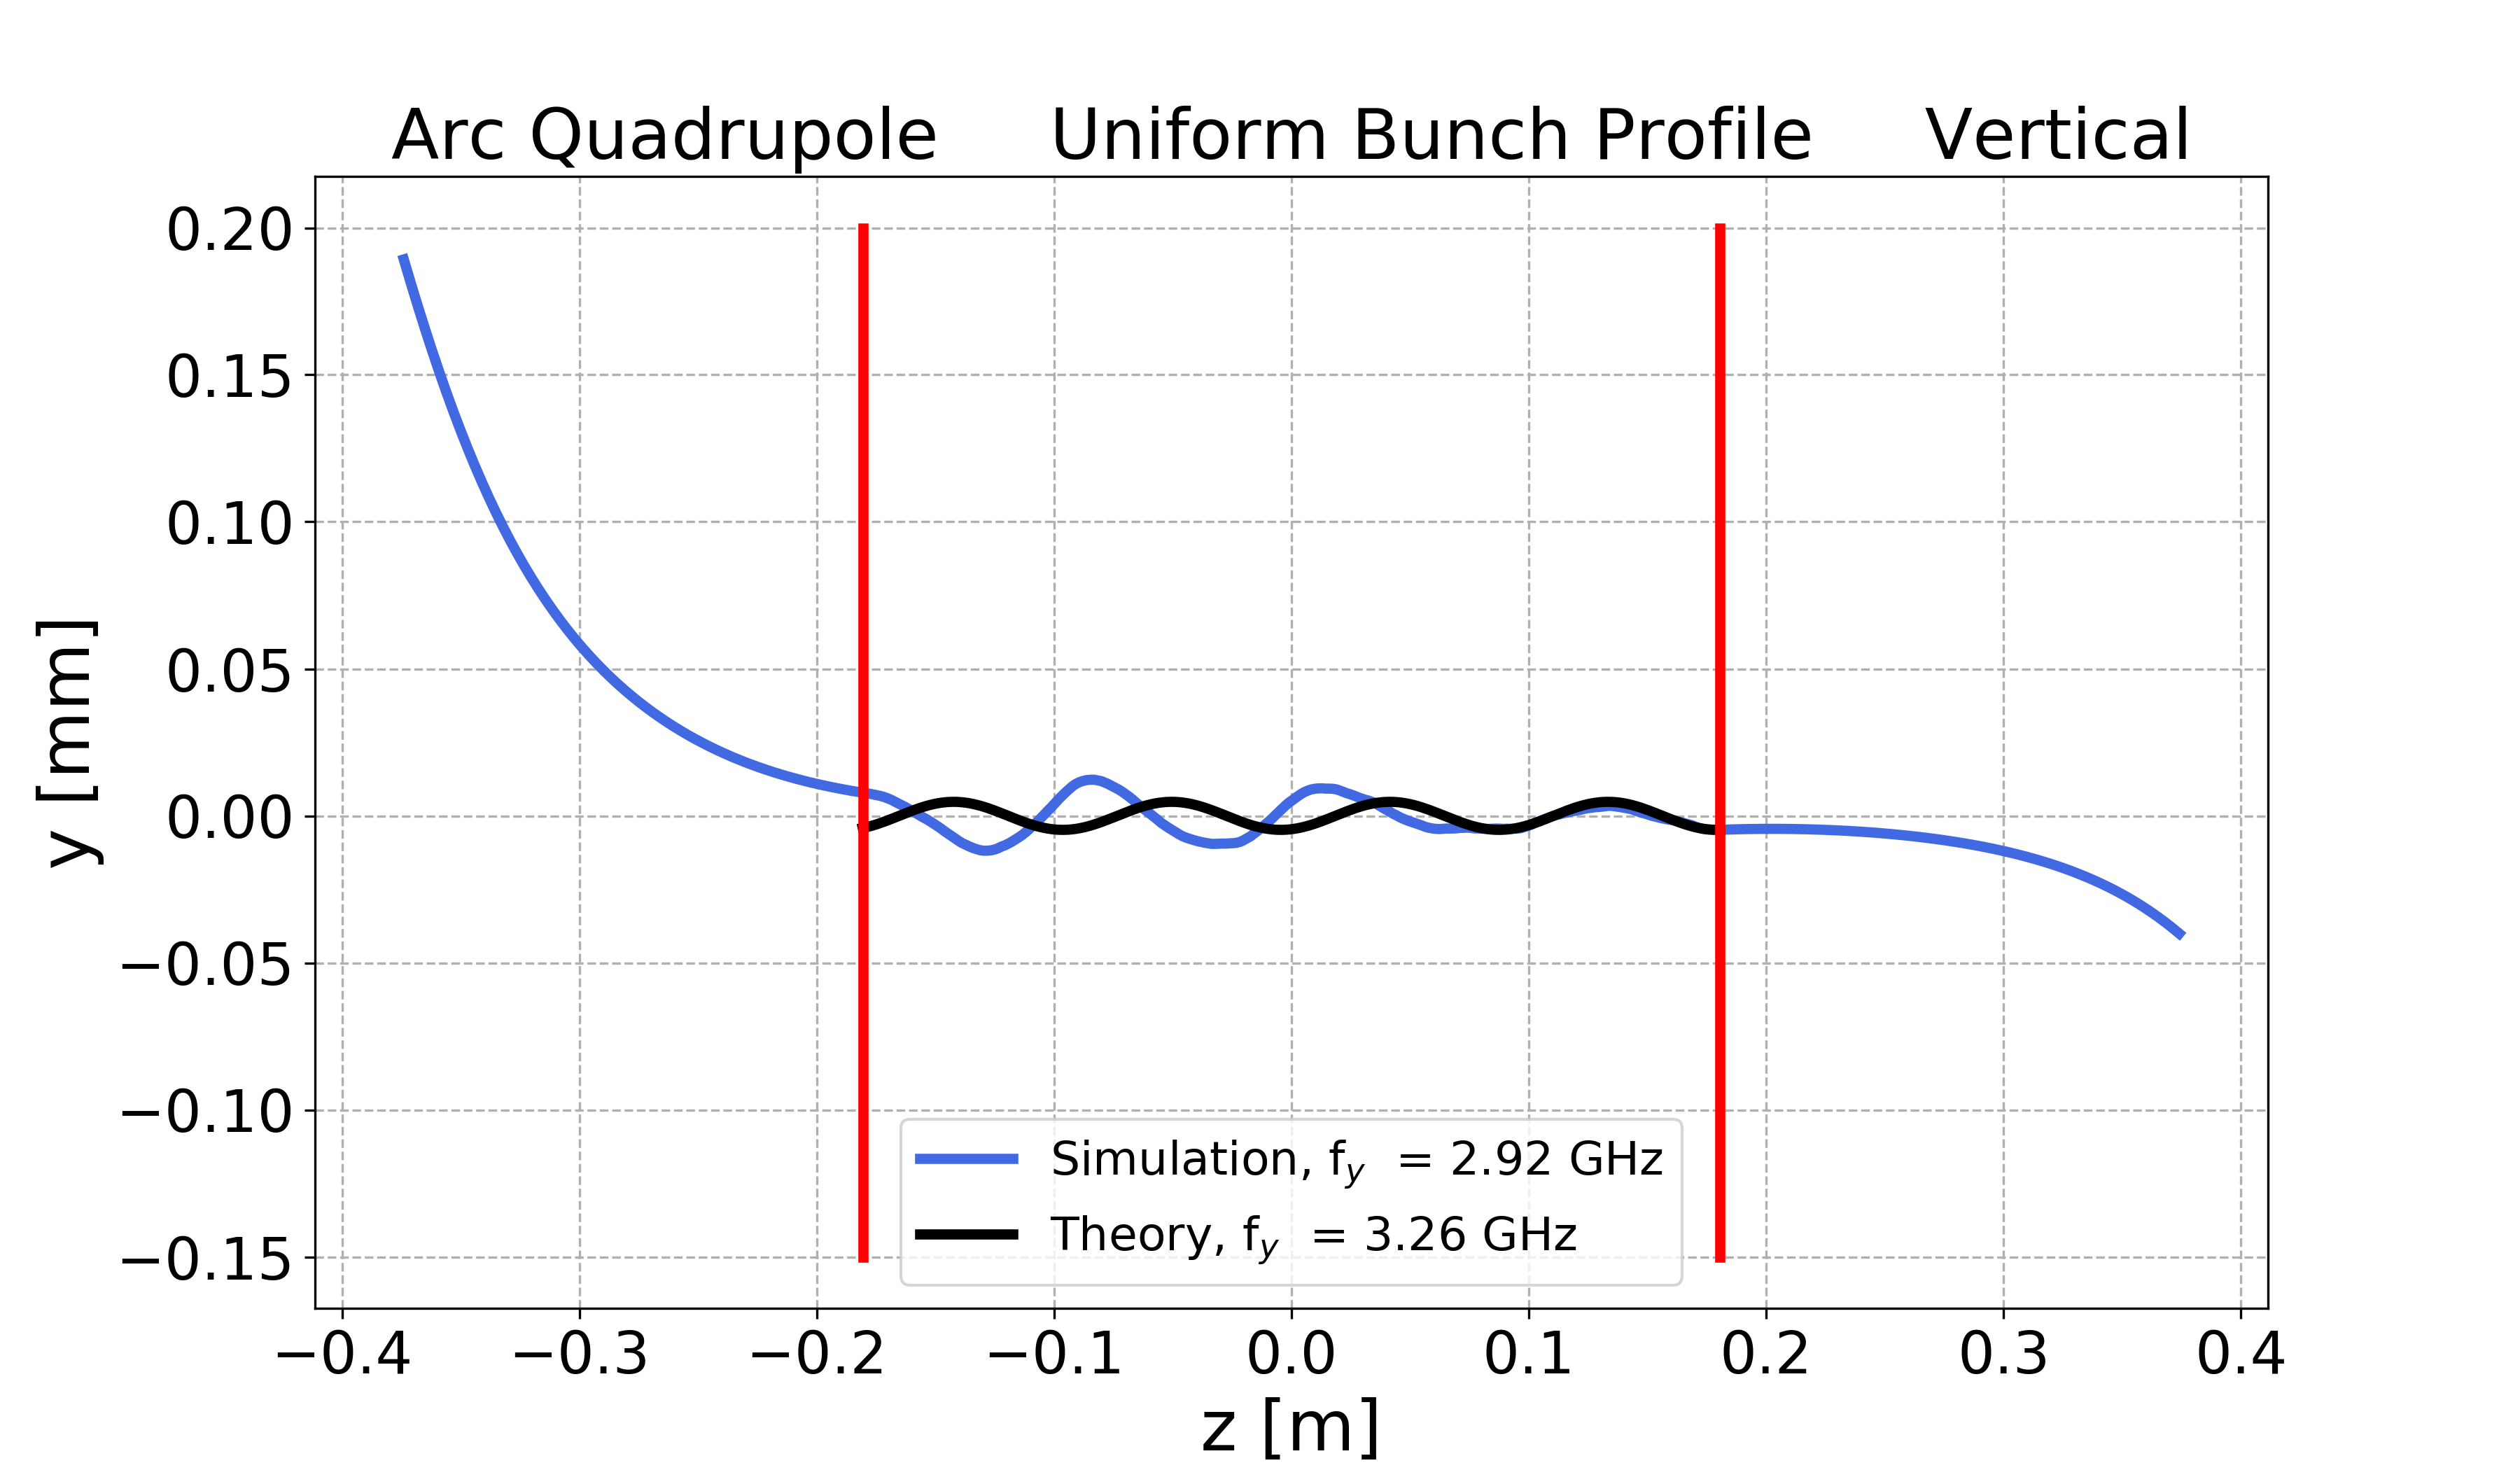 Arc Quadrupole Uniform Bunch Profile Vertical
0.20
0.15
0.10
0.05
0.00
−0.05
−0.10
−0.15
y [mm]
Simulation, fy = 2.92 GHz
Theory, fy = 3.26 GHz
−0.4 −0.3 −0.2 −0.1 0.0 0.1 0.2 0.3 0.4
z [m]